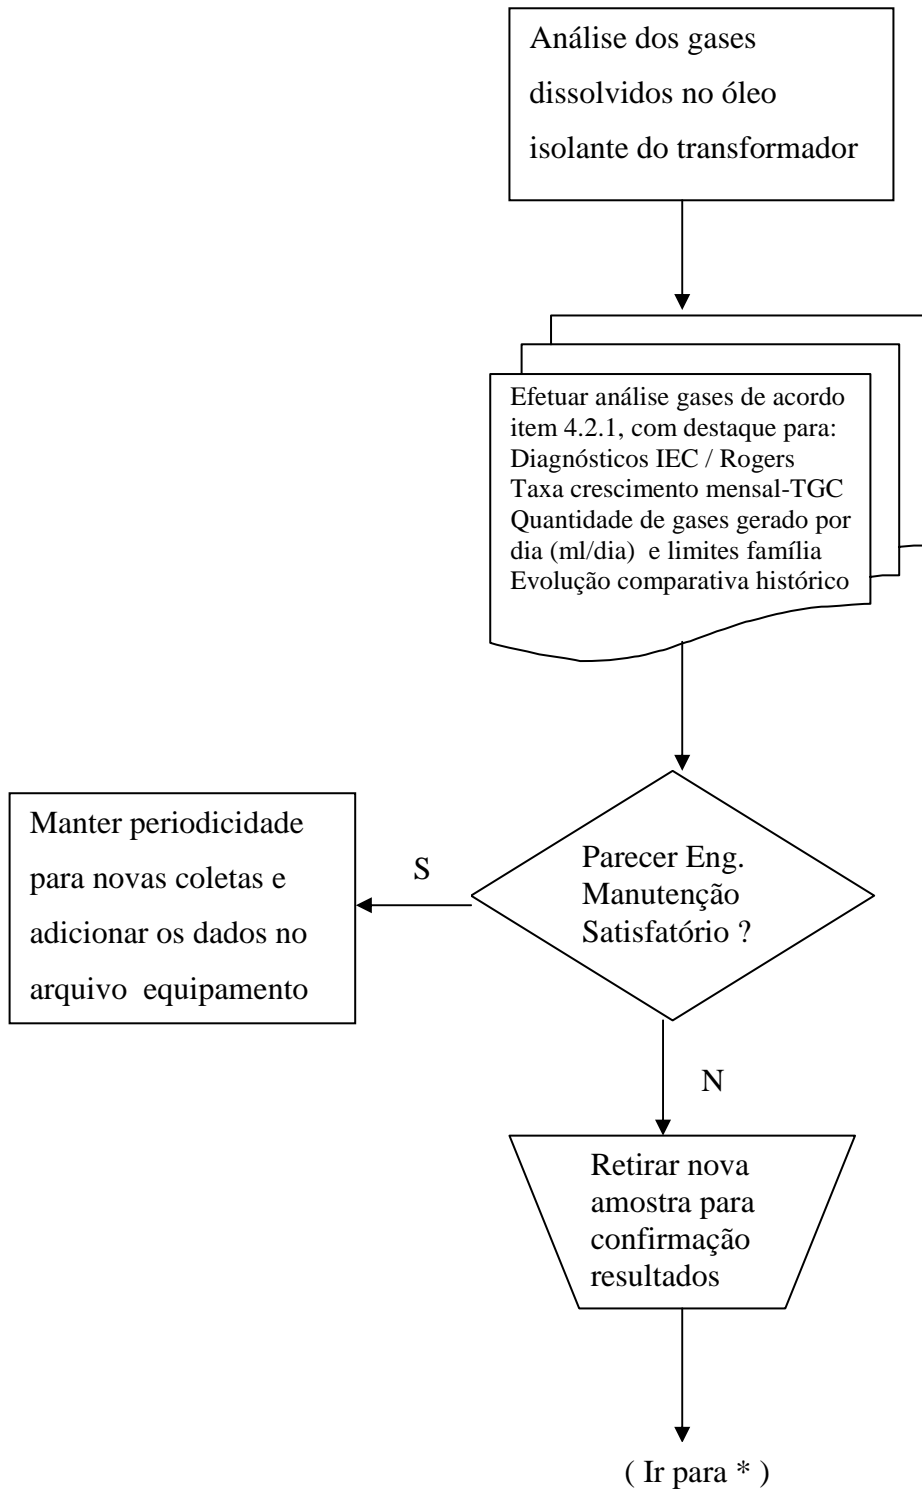 Análise dos gases
dissolvidos no óleo
isolante do transformador
Efetuar análise gases de acordo
item 4.2.1, com destaque para:
Diagnósticos IEC / Rogers
Taxa crescimento mensal-TGC
Quantidade de gases gerado por
dia (ml/dia)  e limites família
Evolução comparativa histórico
Parecer Eng.
Manutenção
Satisfatório ?
S
Manter periodicidade
para novas coletas e
adicionar os dados no
arquivo  equipamento
N
Retirar nova
amostra para
confirmação
resultados
( Ir para * )